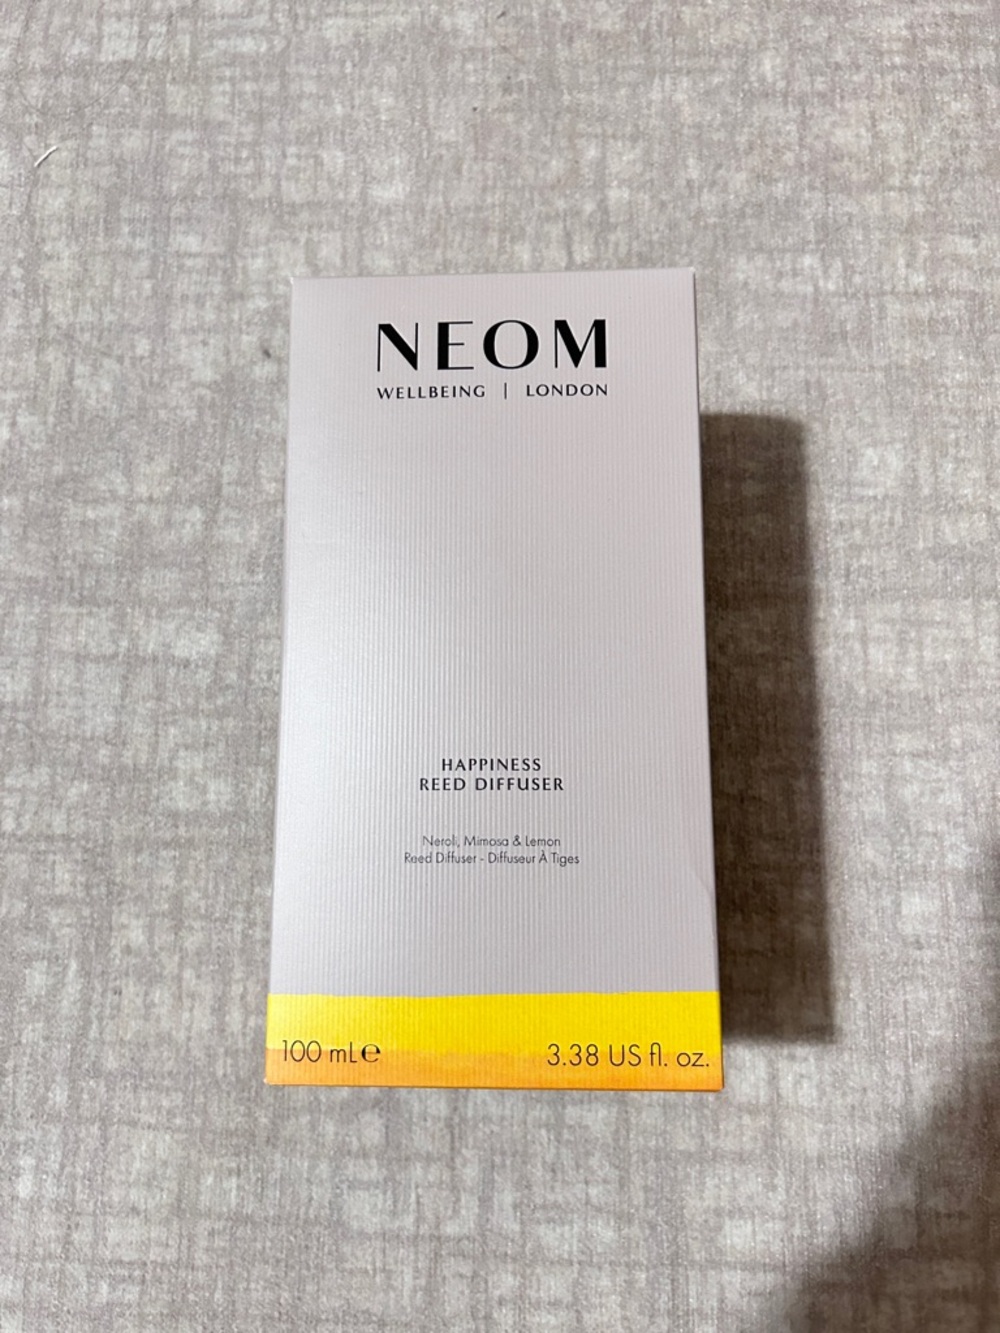 NEOM
WELLBEING | LONDON
HAPPINESS
REED DIFFUSER
Neroli, Mimosa & Lemon
Reed Diffuser - Diffuseur À Tiges
100 mL ℮
3.38 US fl. oz.